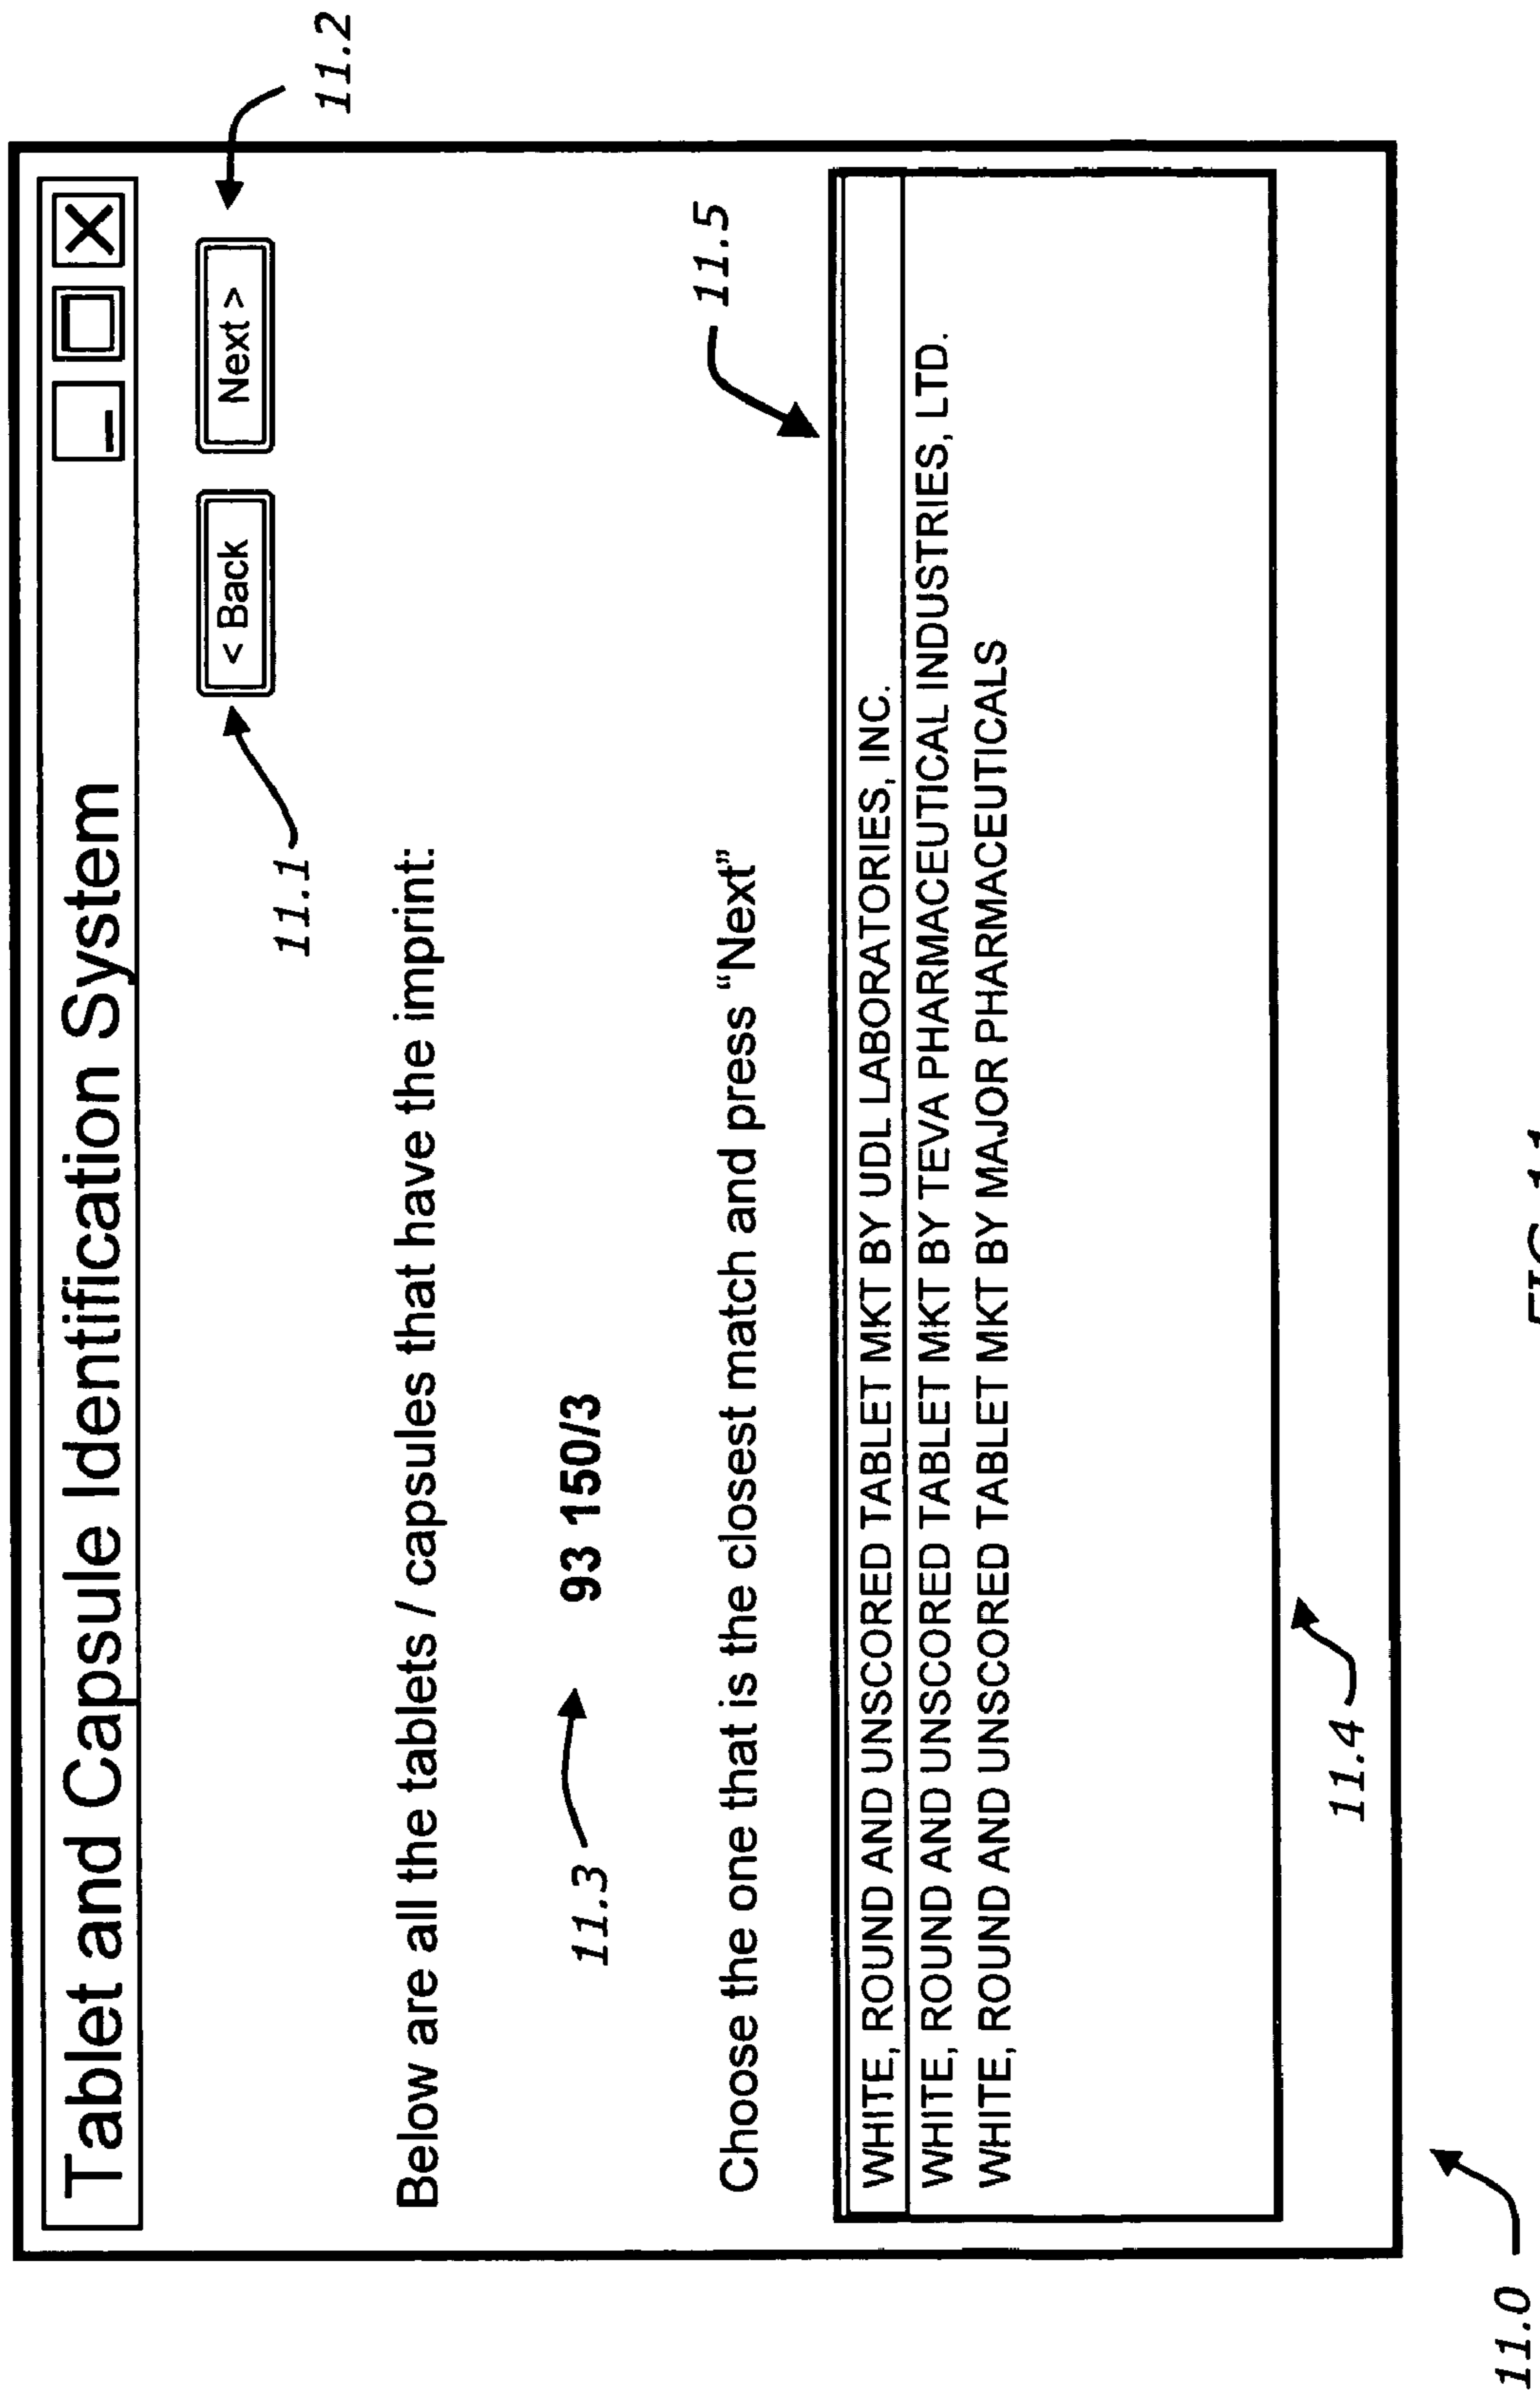 Tablet and Capsule Identification System
< Back
Next >
11.1
11.2
Below are all the tablets / capsules that have the imprint:
11.3
93 150/3
Choose the one that is the closest match and press “Next”
11.5
WHITE, ROUND AND UNSCORED TABLET MKT BY UDL LABORATORIES, INC.
WHITE, ROUND AND UNSCORED TABLET MKT BY TEVA PHARMACEUTICAL INDUSTRIES, LTD.
WHITE, ROUND AND UNSCORED TABLET MKT BY MAJOR PHARMACEUTICALS
11.4
11.0
FIG 11